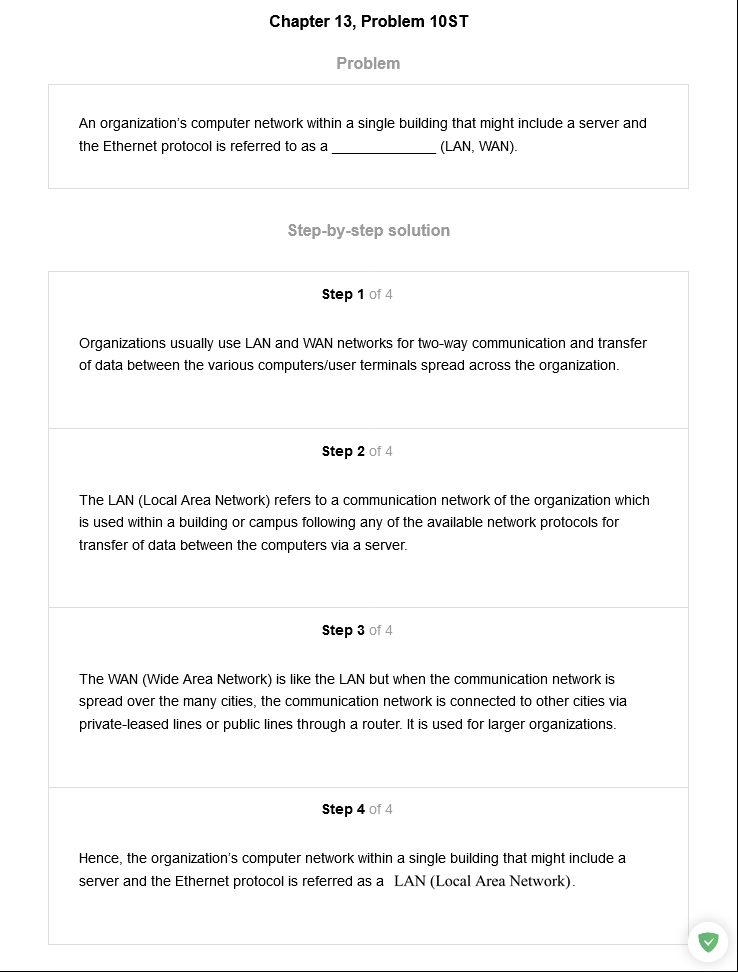 Chapter 13, Problem 10ST
Problem
An organization’s computer network within a single building that might include a server and
the Ethernet protocol is referred to as a _____________ (LAN, WAN).
Step-by-step solution
Step 1 of 4
Organizations usually use LAN and WAN networks for two-way communication and transfer
of data between the various computers/user terminals spread across the organization.
Step 2 of 4
The LAN (Local Area Network) refers to a communication network of the organization which
is used within a building or campus following any of the available network protocols for
transfer of data between the computers via a server.
Step 3 of 4
The WAN (Wide Area Network) is like the LAN but when the communication network is
spread over the many cities, the communication network is connected to other cities via
private-leased lines or public lines through a router. It is used for larger organizations.
Step 4 of 4
Hence, the organization’s computer network within a single building that might include a
server and the Ethernet protocol is referred as a LAN (Local Area Network).